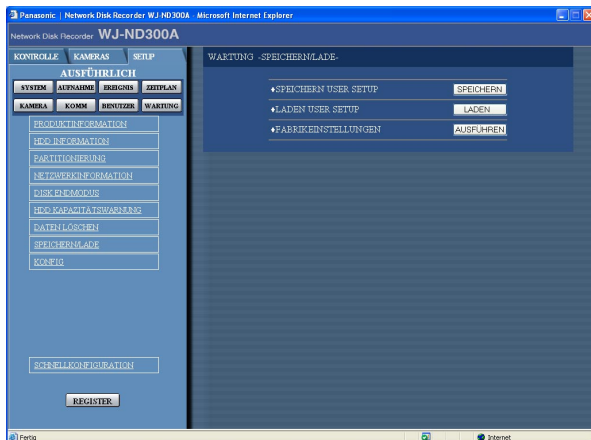 Panasonic | Network Disk Recorder WJ-ND300A - Microsoft Internet Explorer
Network Disk Recorder WJ-ND300A
KONTROLLE KAMERAS SETUP
AUSFÜHRLICH
SYSTEM AUFNAHME EREIGNIS ZEITPLAN
KAMERA KOMM BENUTZER WARTUNG
PRODUKTINFORMATION
HDD INFORMATION
PARTITIONIERUNG
NETZWERKINFORMATION
DISK ENDMODUS
HDD KAPAZITÄTSWARNUNG
DATEN LÖSCHEN
SPEICHERN/LADE
KONFIG
SCHNELLKONFIGURATION
REGISTER
WARTUNG -SPEICHERN/LADE-
♦SPEICHERN USER SETUP SPEICHERN
♦LADEN USER SETUP LADEN
♦FABRIKEINSTELLUNGEN AUSFÜHREN
Fertig Internet